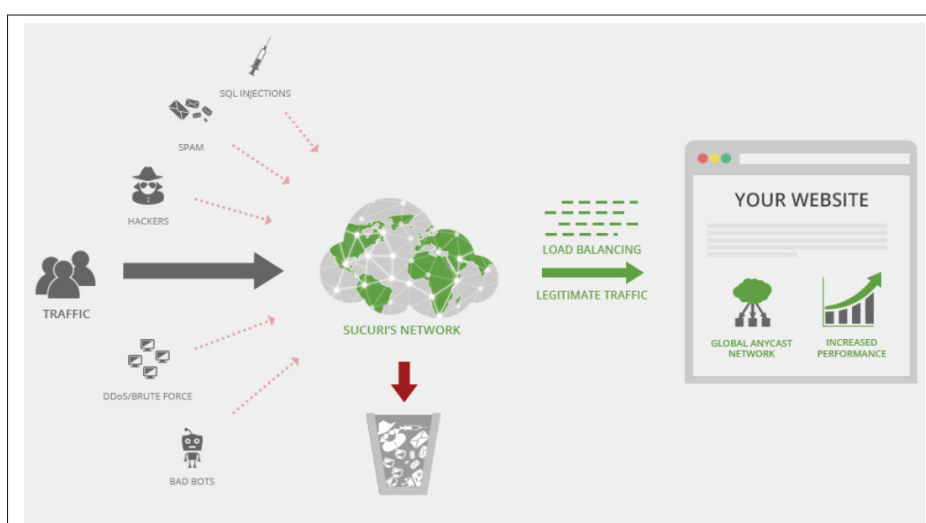 SQL INJECTIONS
SPAM
HACKERS
TRAFFIC
DDoS/BRUTE FORCE
BAD BOTS
SUCURI'S NETWORK
LOAD BALANCING
LEGITIMATE TRAFFIC
YOUR WEBSITE
GLOBAL ANYCAST
NETWORK
INCREASED
PERFORMANCE